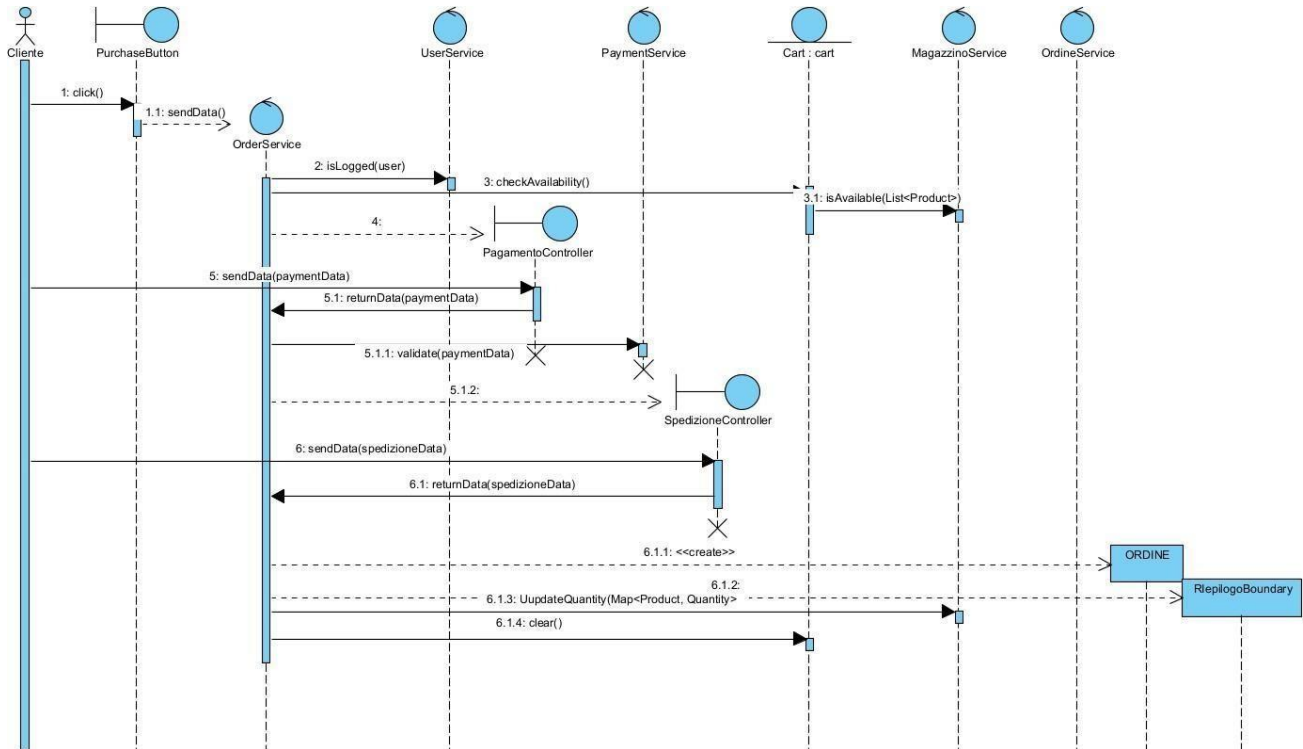 Cliente
PurchaseButton
UserService
PaymentService
Cart : cart
MagazzinoService
OrdineService
1: click()
1.1: sendData()
OrderService
2: isLogged(user)
3: checkAvailability()
3.1: isAvailable(List<Product>)
4:
PagamentoController
5: sendData(paymentData)
5.1: returnData(paymentData)
5.1.1: validate(paymentData)
5.1.2:
SpedizioneController
6: sendData(spedizioneData)
6.1: returnData(spedizioneData)
6.1.1: <<create>>
ORDINE
6.1.2:
RIepilogoBoundary
6.1.3: UupdateQuantity(Map<Product, Quantity>
6.1.4: clear()